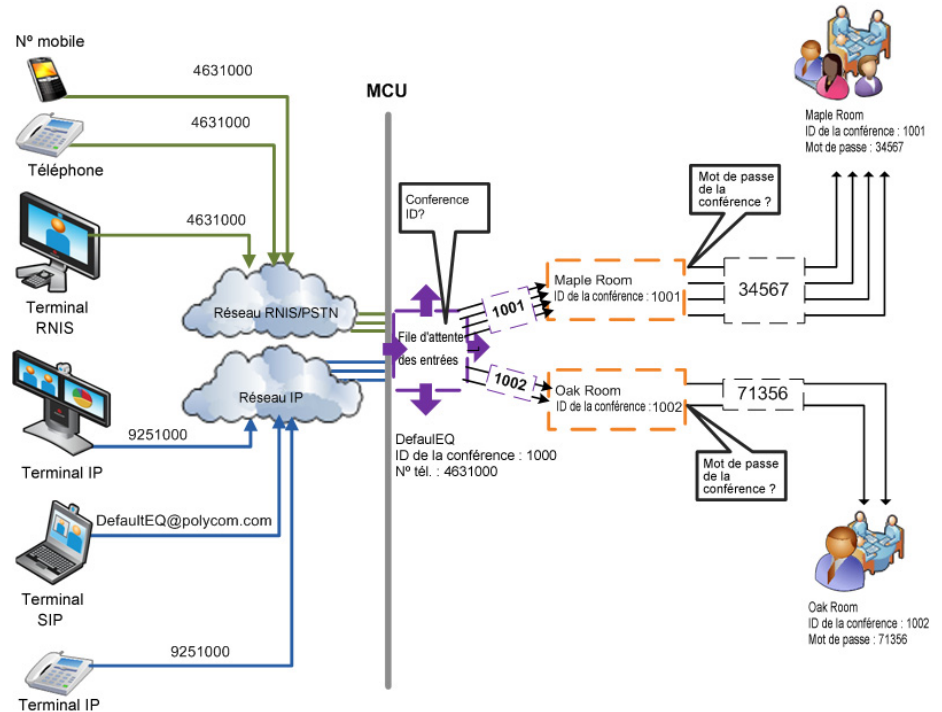 Nº mobile
4631000
4631000
Téléphone
4631000
Terminal
RNIS
Réseau RNIS/PSTN
Réseau IP
9251000
Terminal IP
DefaultEQ@polycom.com
Terminal
SIP
9251000
Terminal IP
MCU
Conference
ID?
File d'attente
des entrées
DefaulEQ
ID de la conférence : 1000
Nº tél. : 4631000
1001
1002
Maple Room
ID de la conférence : 1001
Mot de passe
de la
conférence ?
34567
Oak Room
ID de la conférence : 1002
Mot de passe
de la
conférence ?
71356
Maple Room
ID de la conférence : 1001
Mot de passe : 34567
Oak Room
ID de la conférence : 1002
Mot de passe : 71356